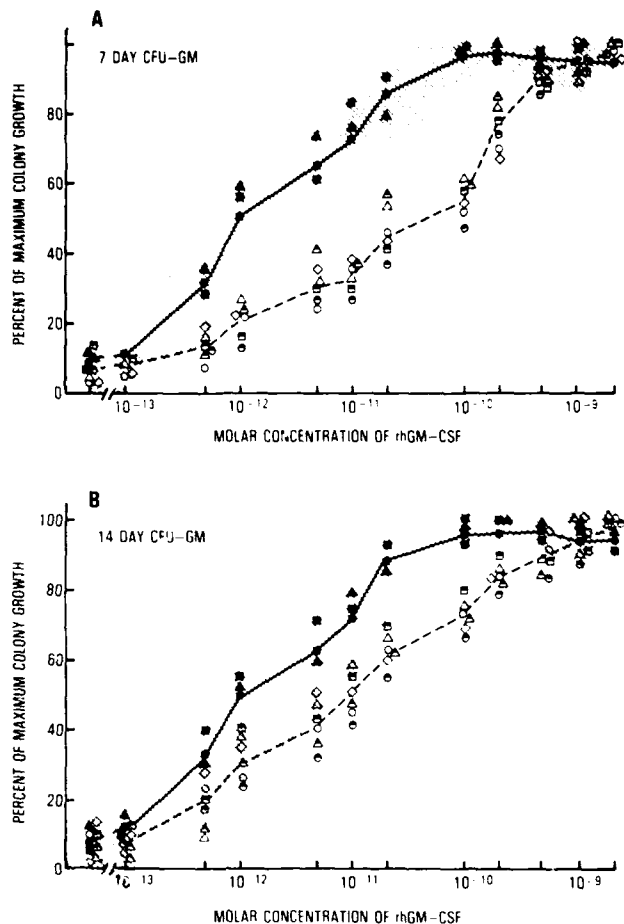 A
7 DAY CFU-GM
PERCENT OF MAXIMUM COLONY GROWTH
80
60
40
20
0
10-13
10-12
10-11
10-10
10-9
MOLAR CONCENTRATION OF rhGM-CSF
B
14 DAY CFU-GM
PERCENT OF MAXIMUM COLONY GROWTH
100
80
60
40
20
0
10-13
10-12
10-11
10-10
10-9
MOLAR CONCENTRATION OF rhGM-CSF